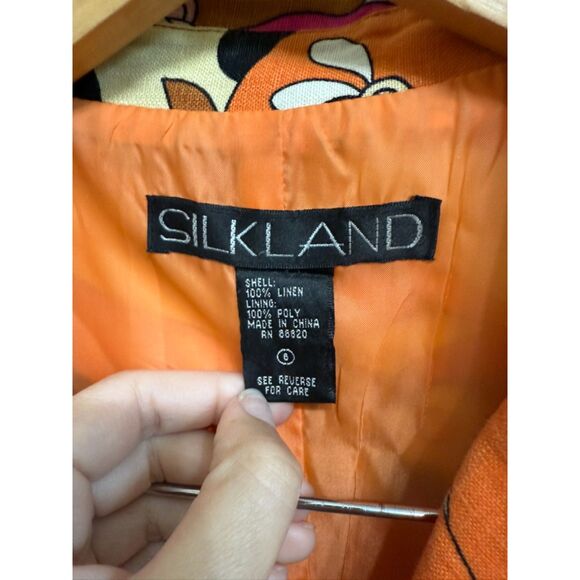 SILKLAND
SHELL:
100% LINEN
LINING:
100% POLY
MADE IN CHINA
RN 88820
6
SEE REVERSE
FOR CARE